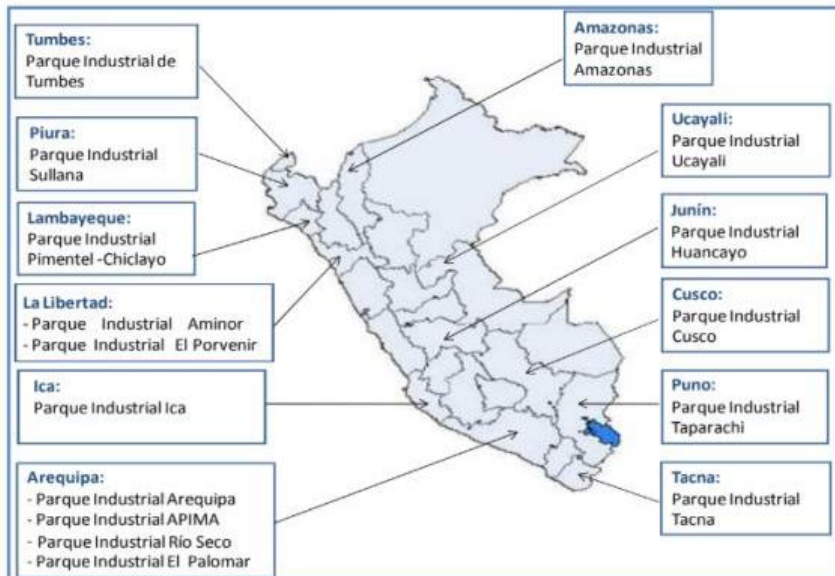 Tumbes:
Parque Industrial de
Tumbes
Piura:
Parque Industrial
Sullana
Lambayeque:
Parque Industrial
Pimentel -Chiclayo
La Libertad:
- Parque Industrial Aminor
- Parque Industrial El Porvenir
Ica:
Parque Industrial Ica
Arequipa:
- Parque Industrial Arequipa
- Parque Industrial APIMA
- Parque Industrial Río Seco
- Parque Industrial El Palomar
Amazonas:
Parque Industrial
Amazonas
Ucayali:
Parque Industrial
Ucayali
Junín:
Parque Industrial
Huancayo
Cusco:
Parque Industrial
Cusco
Puno:
Parque Industrial
Taparachi
Tacna:
Parque Industrial
Tacna